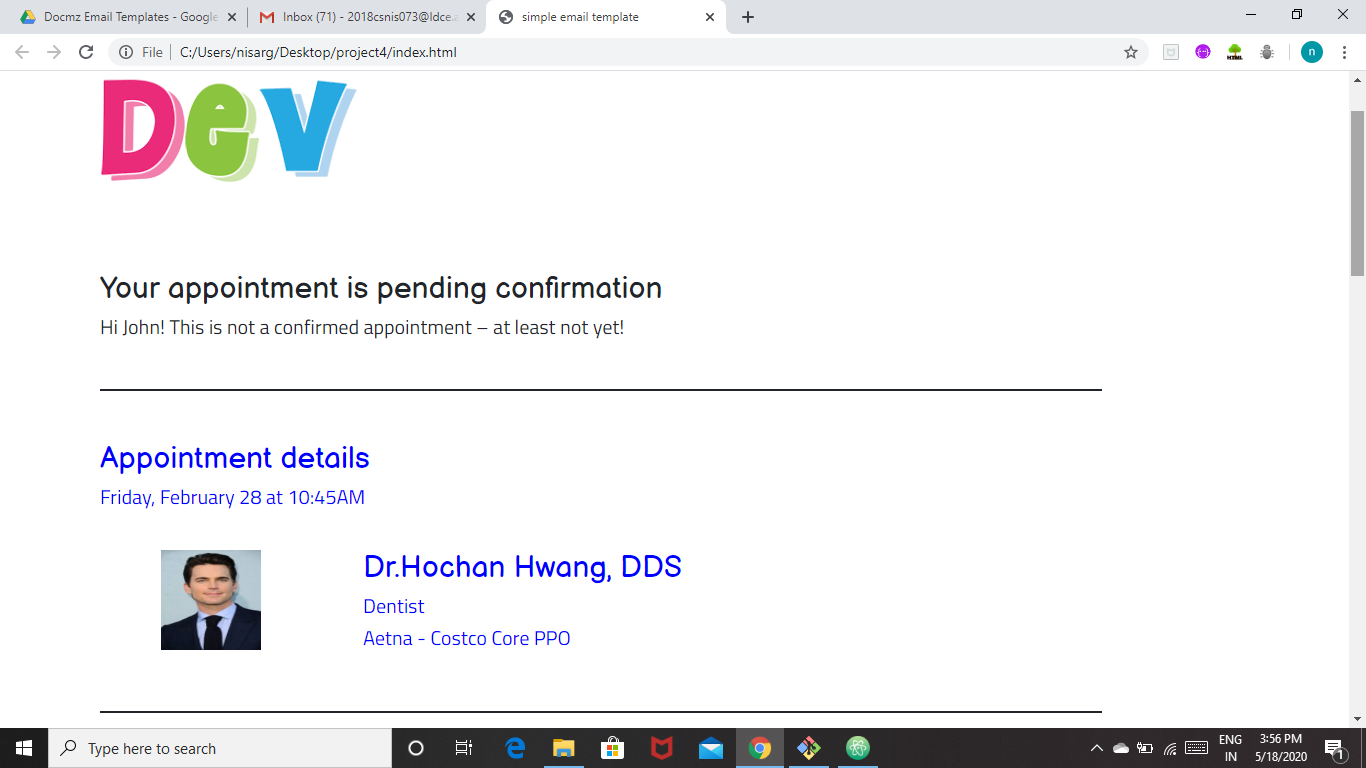 Docmz Email Templates - Google
Inbox (71) - 2018csnis073@ldce.a
simple email template
File
C:/Users/nisarg/Desktop/project4/index.html
HTML
n
DeV
Your appointment is pending confirmation
Hi John! This is not a confirmed appointment – at least not yet!
Appointment details
Friday, February 28 at 10:45AM
Dr.Hochan Hwang, DDS
Dentist
Aetna - Costco Core PPO
Type here to search
ENG
IN
3:56 PM
5/18/2020
1